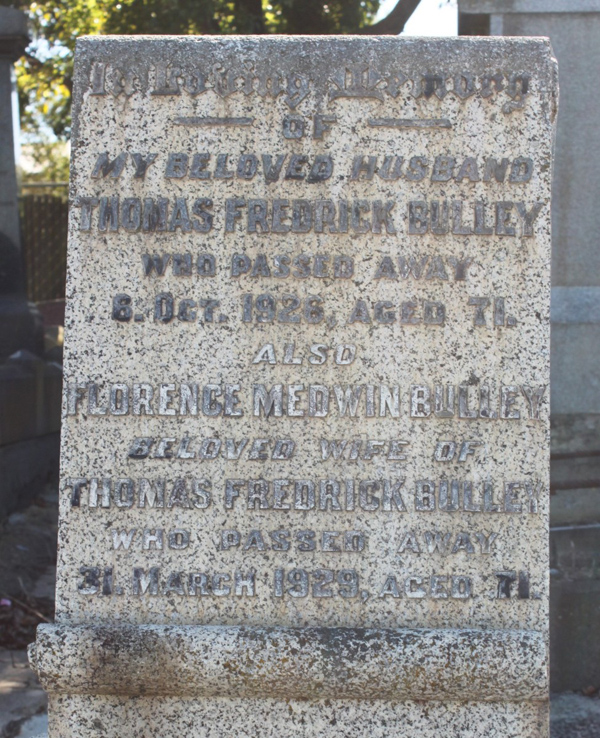 In Loving Memory
OF
MY BELOVED HUSBAND
THOMAS FREDRICK BULLEY
WHO PASSED AWAY
6. OCT. 1926, AGED 71.
ALSO
FLORENCE MEDWIN BULLEY
BELOVED WIFE OF
THOMAS FREDRICK BULLEY
WHO PASSED AWAY
31. MARCH 1929, AGED 71.